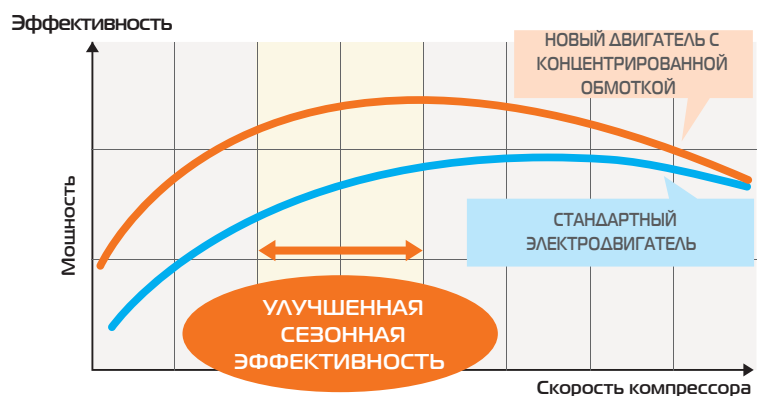 Эффективность
НОВЫЙ ДВИГАТЕЛЬ С
КОНЦЕНТРИРОВАННОЙ
ОБМОТКОЙ
Мощность
СТАНДАРТНЫЙ
ЭЛЕКТРОДВИГАТЕЛЬ
УЛУЧШЕННАЯ
СЕЗОННАЯ
ЭФФЕКТИВНОСТЬ
Скорость компрессора